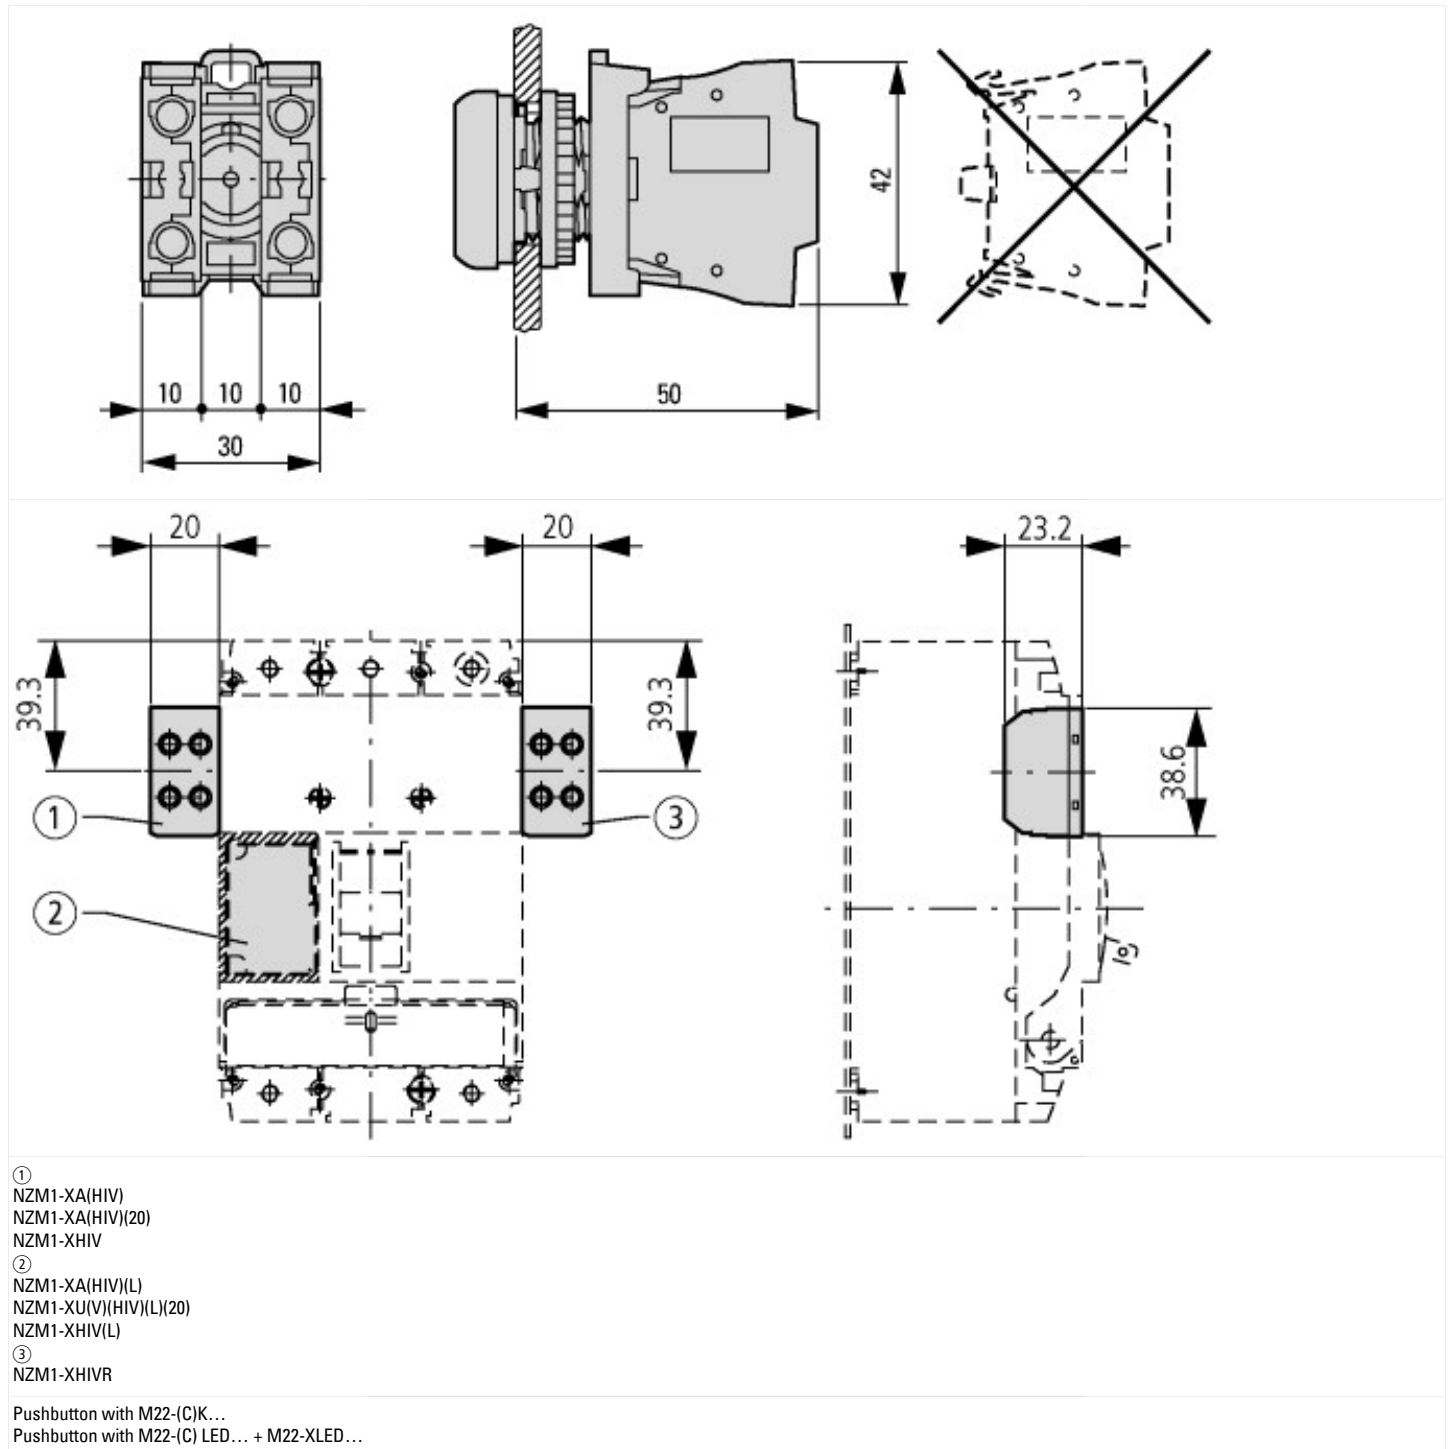 42
10 10 10
50
30
20 20 23.2
39.3 39.3
38.6
① ③
②
①
NZM1-XA(HIV)
NZM1-XA(HIV)(20)
NZM1-XHIV
②
NZM1-XA(HIV)(L)
NZM1-XU(V)(HIV)(L)(20)
NZM1-XHIV(L)
③
NZM1-XHIVR
Pushbutton with M22-(C)K…
Pushbutton with M22-(C) LED… + M22-XLED…